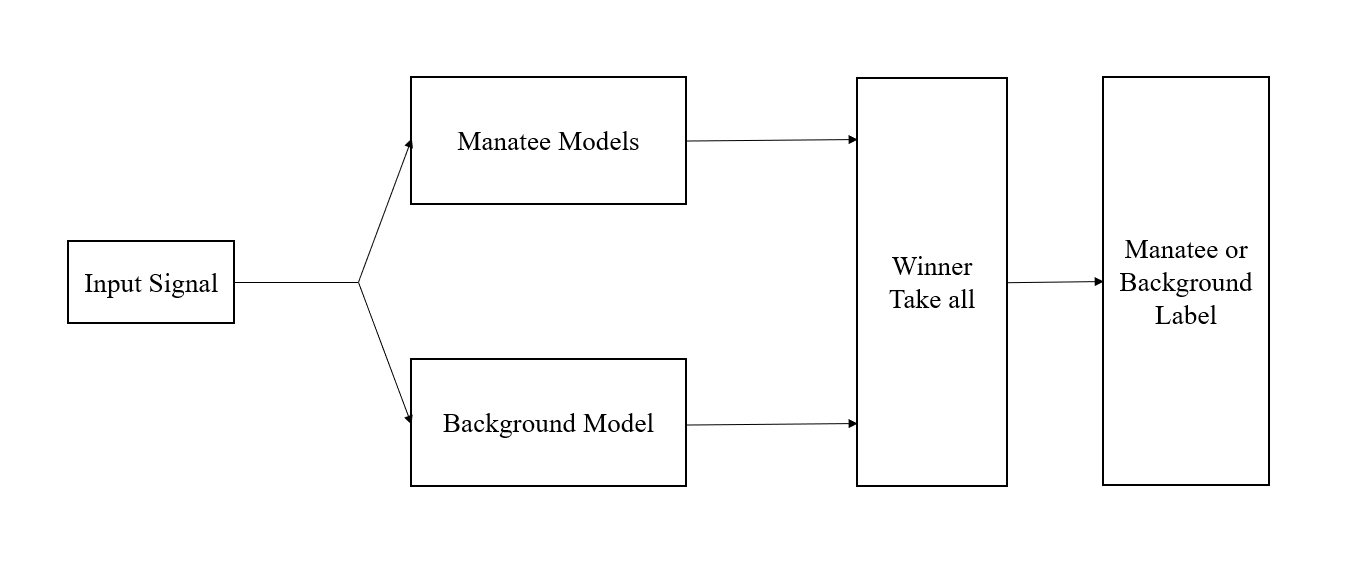 Input Signal
Manatee Models
Background Model
Winner
Take all
Manatee or
Background
Label